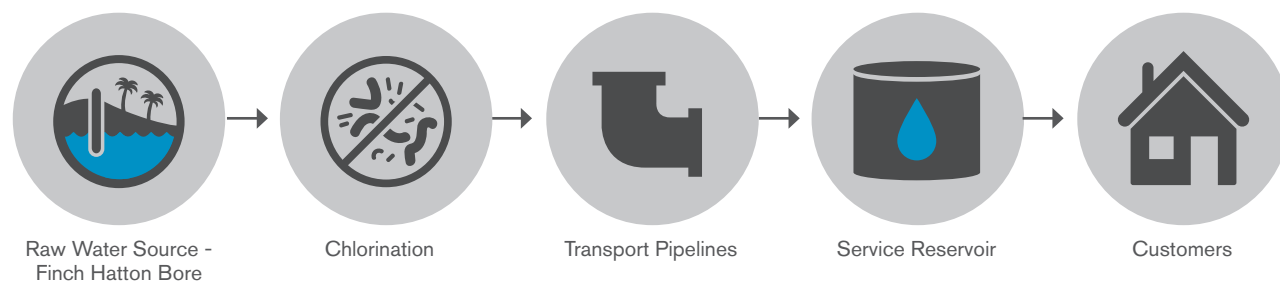 Raw Water Source -
Finch Hatton Bore
Chlorination
Transport Pipelines
Service Reservoir
Customers